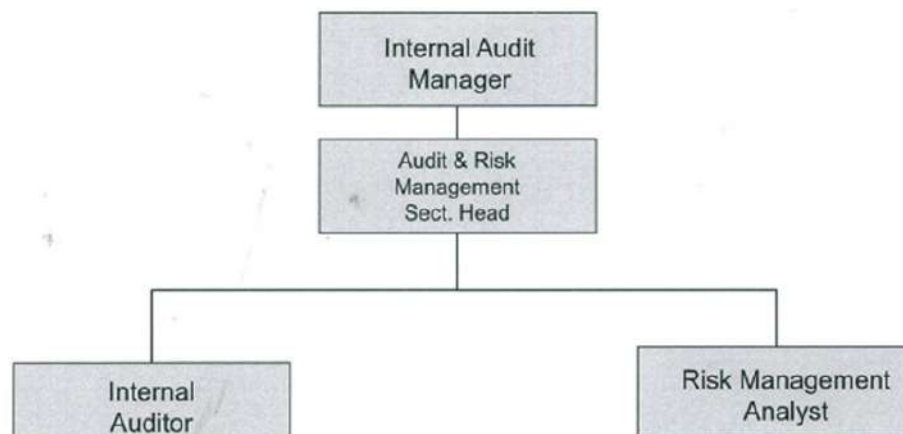 Internal Audit
Manager
Audit & Risk
Management
Sect. Head
Internal
Auditor
Risk Management
Analyst